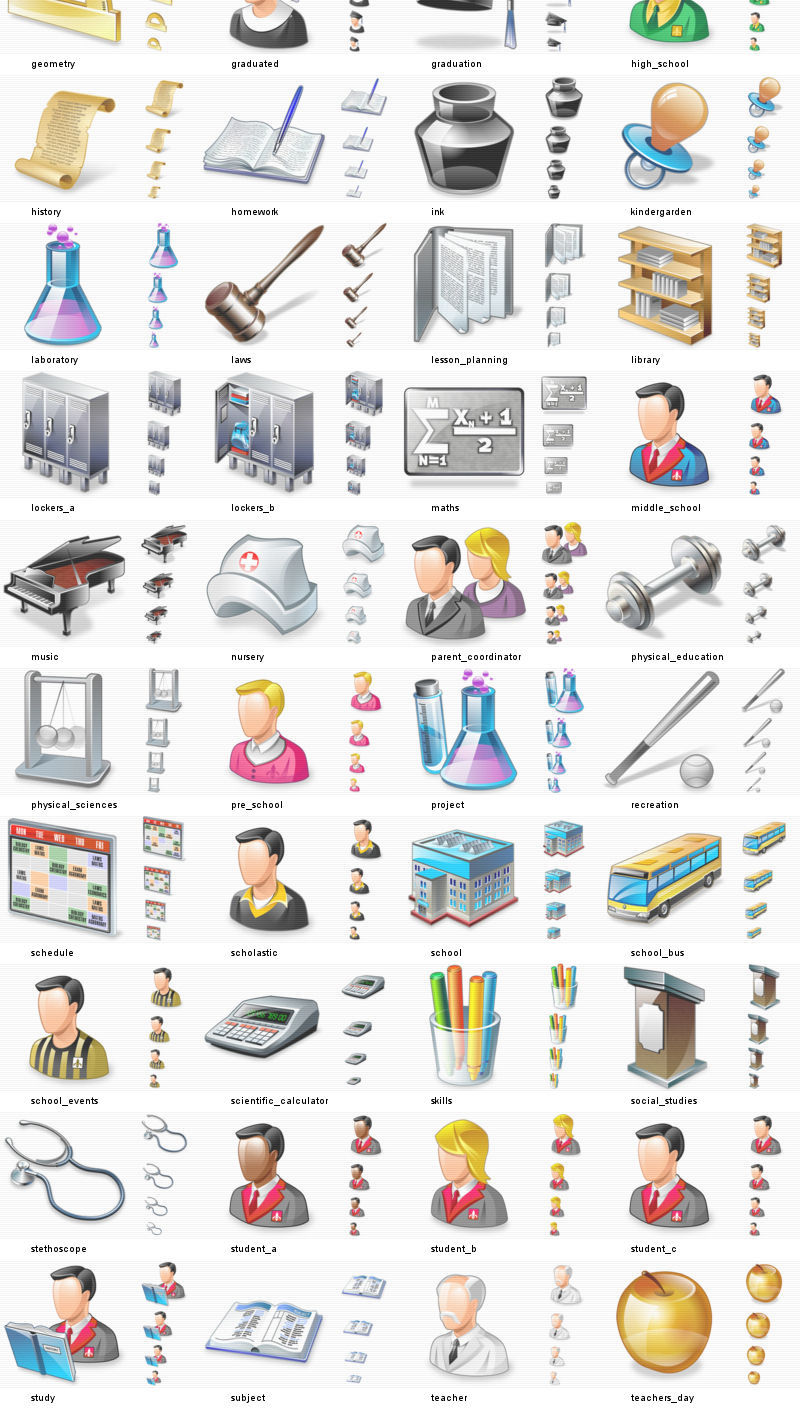 geometry graduated graduation high_school
history homework ink kindergarden
laboratory laws lesson_planning library
M
X_N + 1
Σ
2
N=1
lockers_a lockers_b maths middle_school
music nursery parent_coordinator physical_education
physical_sciences pre_school project recreation
MON TUE WED THU FRI
schedule scholastic school school_bus
school_events scientific_calculator skills social_studies
stethoscope student_a student_b student_c
study subject teacher teachers_day